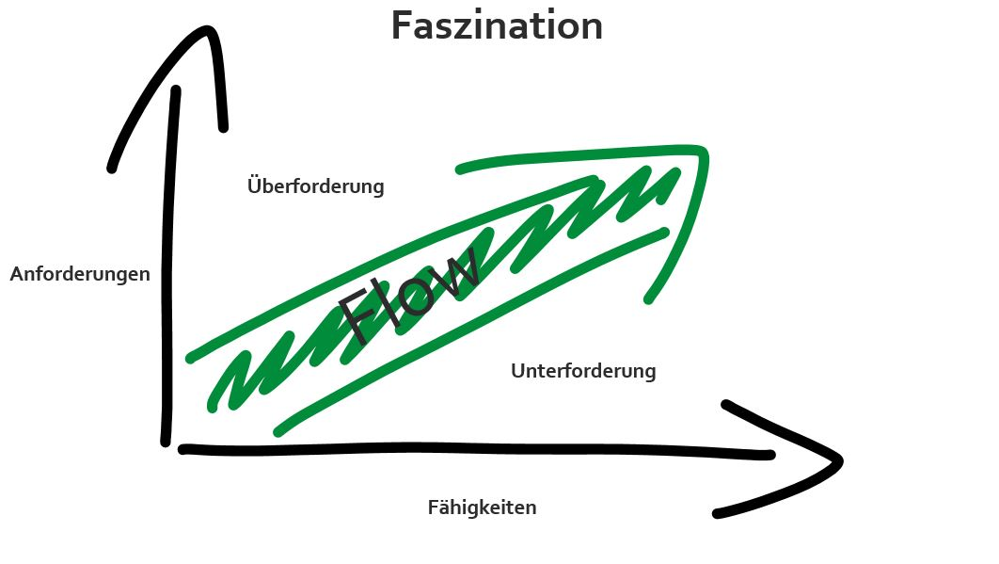 Faszination
Überforderung
Anforderungen
Flow
Unterforderung
Fähigkeiten